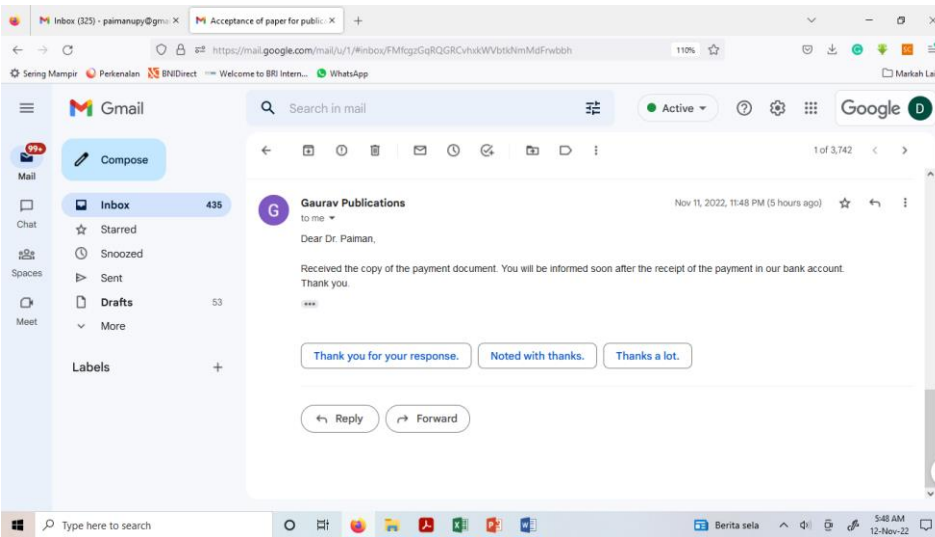 Inbox (325) - paimanupy@gma
Acceptance of paper for public
https://mail.google.com/mail/u/1/#inbox/FMfcgzGqRQGRCvhxkWVbtkNmMdFrwbbh
110%
Sering Mampir
Perkenalan
BNIDirect
Welcome to BRI Intern...
WhatsApp
Markah Lai
Gmail
Search in mail
Active
Google
D
99+
Mail
Compose
1 of 3,742
Inbox 435
Chat
Starred
Snoozed
Spaces
Sent
Drafts 53
Meet
More
Labels
G
Gaurav Publications
Nov 11, 2022, 11:48 PM (5 hours ago)
to me
Dear Dr. Paiman,
Received the copy of the payment document. You will be informed soon after the receipt of the payment in our bank account.
Thank you.
Thank you for your response.
Noted with thanks.
Thanks a lot.
Reply
Forward
Type here to search
Berita sela
5:48 AM
12-Nov-22